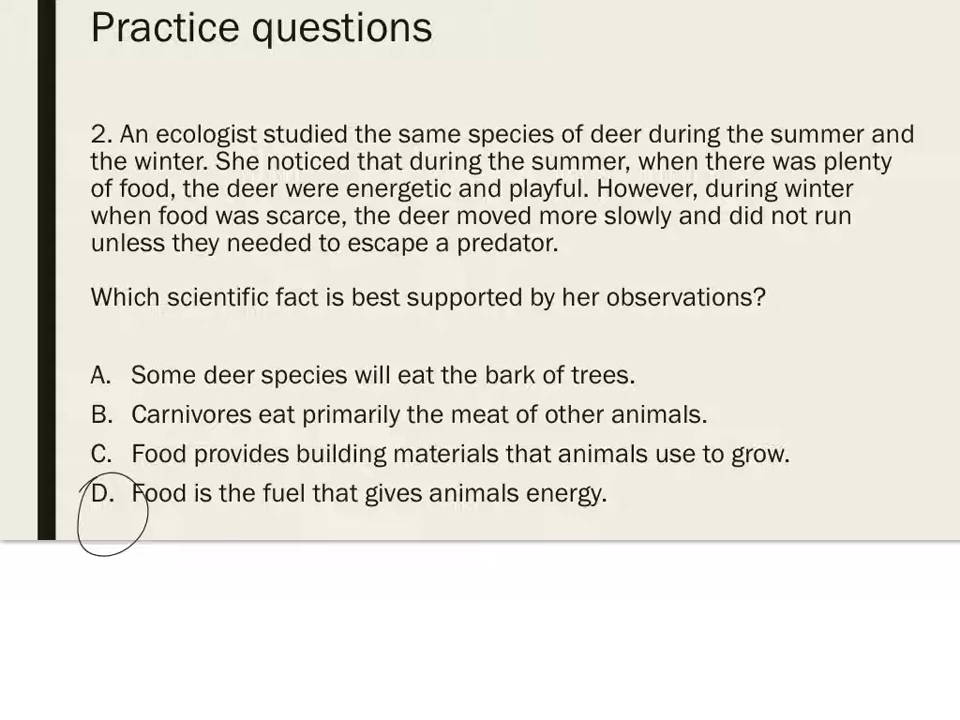 Practice questions
2. An ecologist studied the same species of deer during the summer and
the winter. She noticed that during the summer, when there was plenty
of food, the deer were energetic and playful. However, during winter
when food was scarce, the deer moved more slowly and did not run
unless they needed to escape a predator.
Which scientific fact is best supported by her observations?
A. Some deer species will eat the bark of trees.
B. Carnivores eat primarily the meat of other animals.
C. Food provides building materials that animals use to grow.
D. Food is the fuel that gives animals energy.